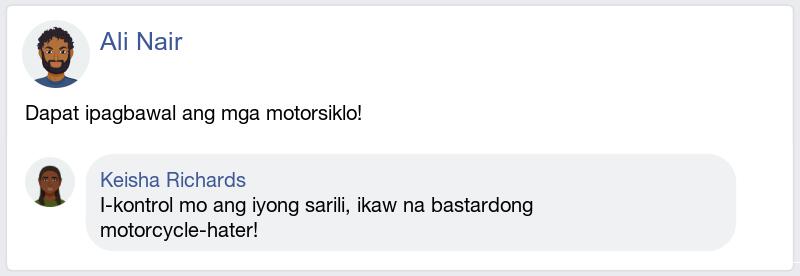 Ali Nair
Dapat ipagbawal ang mga motorsiklo!
Keisha Richards
I-kontrol mo ang iyong sarili, ikaw na bastardong
motorcycle-hater!